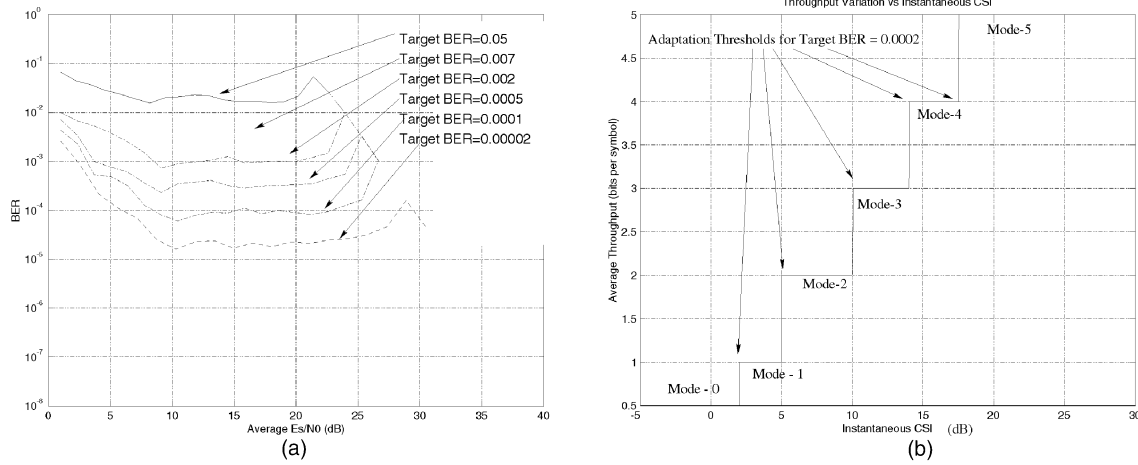 BER
10^0
10^-1
10^-2
10^-3
10^-4
10^-5
10^-6
10^-7
10^-8
Target BER=0.05
Target BER=0.007
Target BER=0.002
Target BER=0.0005
Target BER=0.0001
Target BER=0.00002
0 5 10 15 20 25 30 35 40
Average Es/N0 (dB)
(a)
Throughput Variation vs Instantaneous CSI
Average Throughput (bits per symbol)
5
4.5
4
3.5
3
2.5
2
1.5
1
0.5
Adaptation Thresholds for Target BER = 0.0002
Mode-5
Mode-4
Mode-3
Mode-2
Mode - 1
Mode - 0
-5 0 5 10 15 20 25 30
Instantaneous CSI (dB)
(b)